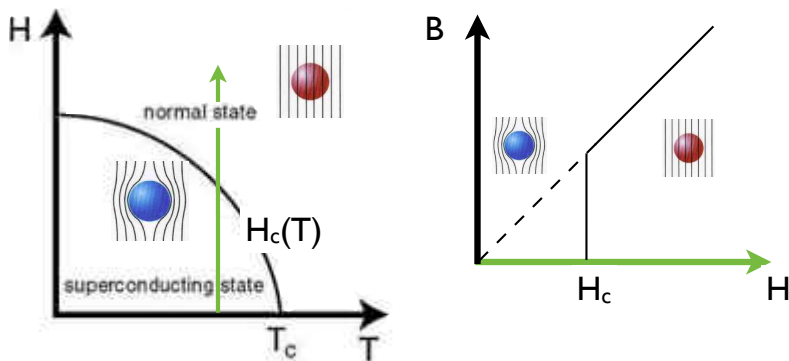 H
normal state
H꜀(T)
superconducting state
T꜀
T
B
H꜀
H